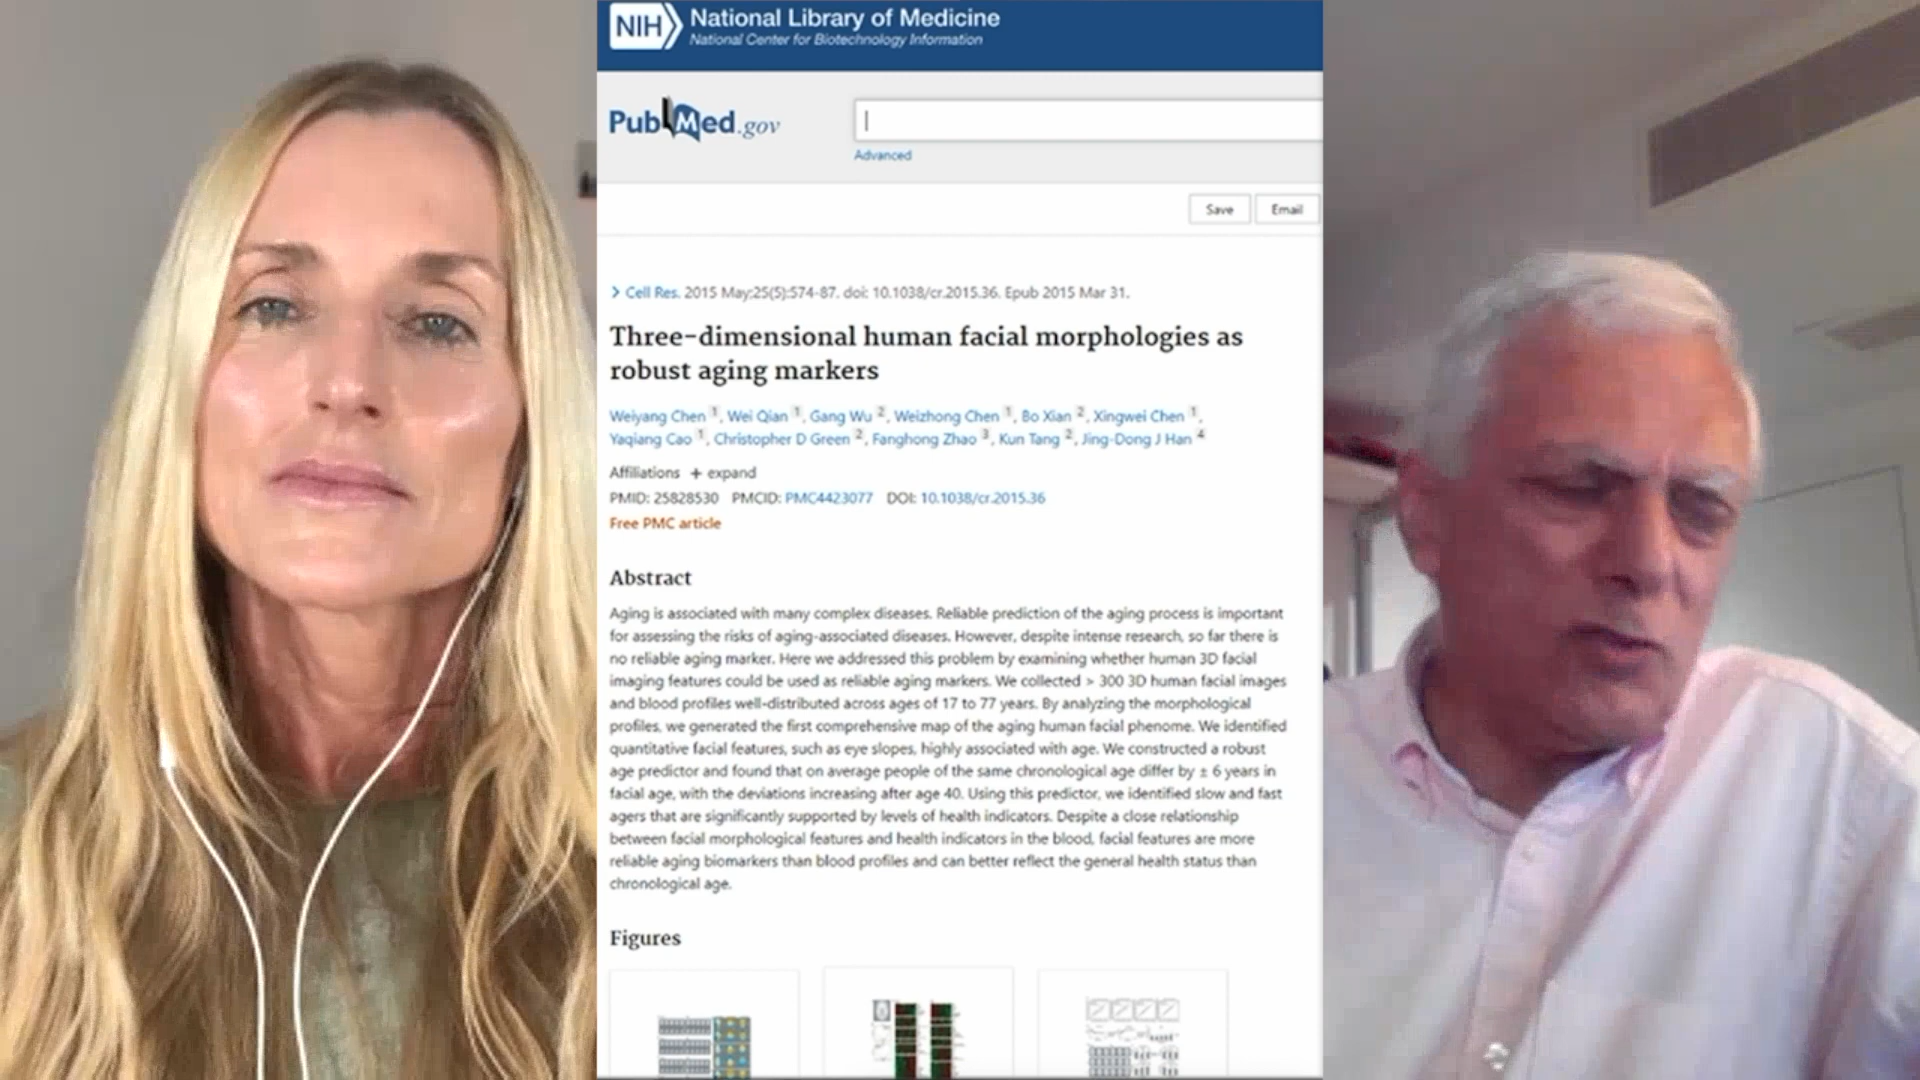 NIH
National Library of Medicine
National Center for Biotechnology Information
PubMed.gov
Advanced
Save
Email
Cell Res. 2015 May;25(5):574-87. doi: 10.1038/cr.2015.36. Epub 2015 Mar 31.
Three-dimensional human facial morphologies as
robust aging markers
Weiyang Chen 1, Wei Qian 1, Gang Wu 2, Weizhong Chen 1, Bo Xian 2, Xingwei Chen 1,
Yaqiang Cao 1, Christopher D Green 2, Fanghong Zhao 3, Kun Tang 2, Jing-Dong J Han 4
Affiliations + expand
PMID: 25828530 PMCID: PMC4423077 DOI: 10.1038/cr.2015.36
Free PMC article
Abstract
Aging is associated with many complex diseases. Reliable prediction of the aging process is important
for assessing the risks of aging-associated diseases. However, despite intense research, so far there is
no reliable aging marker. Here we addressed this problem by examining whether human 3D facial
imaging features could be used as reliable aging markers. We collected > 300 3D human facial images
and blood profiles well-distributed across ages of 17 to 77 years. By analyzing the morphological
profiles, we generated the first comprehensive map of the aging human facial phenome. We identified
quantitative facial features, such as eye slopes, highly associated with age. We constructed a robust
age predictor and found that on average people of the same chronological age differ by ± 6 years in
facial age, with the deviations increasing after age 40. Using this predictor, we identified slow and fast
agers that are significantly supported by levels of health indicators. Despite a close relationship
between facial morphological features and health indicators in the blood, facial features are more
reliable aging biomarkers than blood profiles and can better reflect the general health status than
chronological age.
Figures